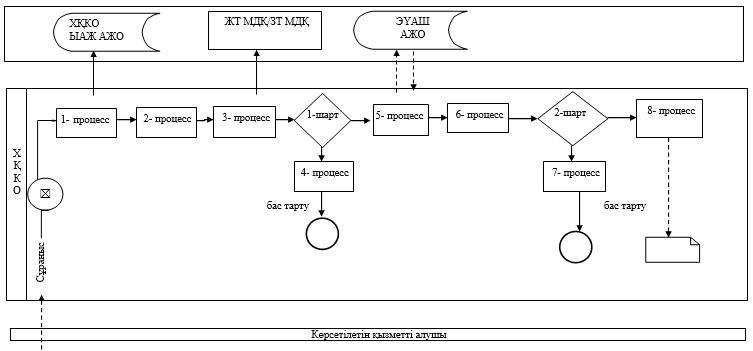 ХҚКО
ЫАЖ АЖО
ЖТ МДҚ/ЗТ МДҚ
ЭҮАШ
АЖО
Х
Қ
К
О
1- процесс
2- процесс
3- процесс
1-шарт
5- процесс
6- процесс
2-шарт
8- процесс
4- процесс
7- процесс
бас тарту
бас тарту
Сұраныс
Көрсетілетін қызметті алушы